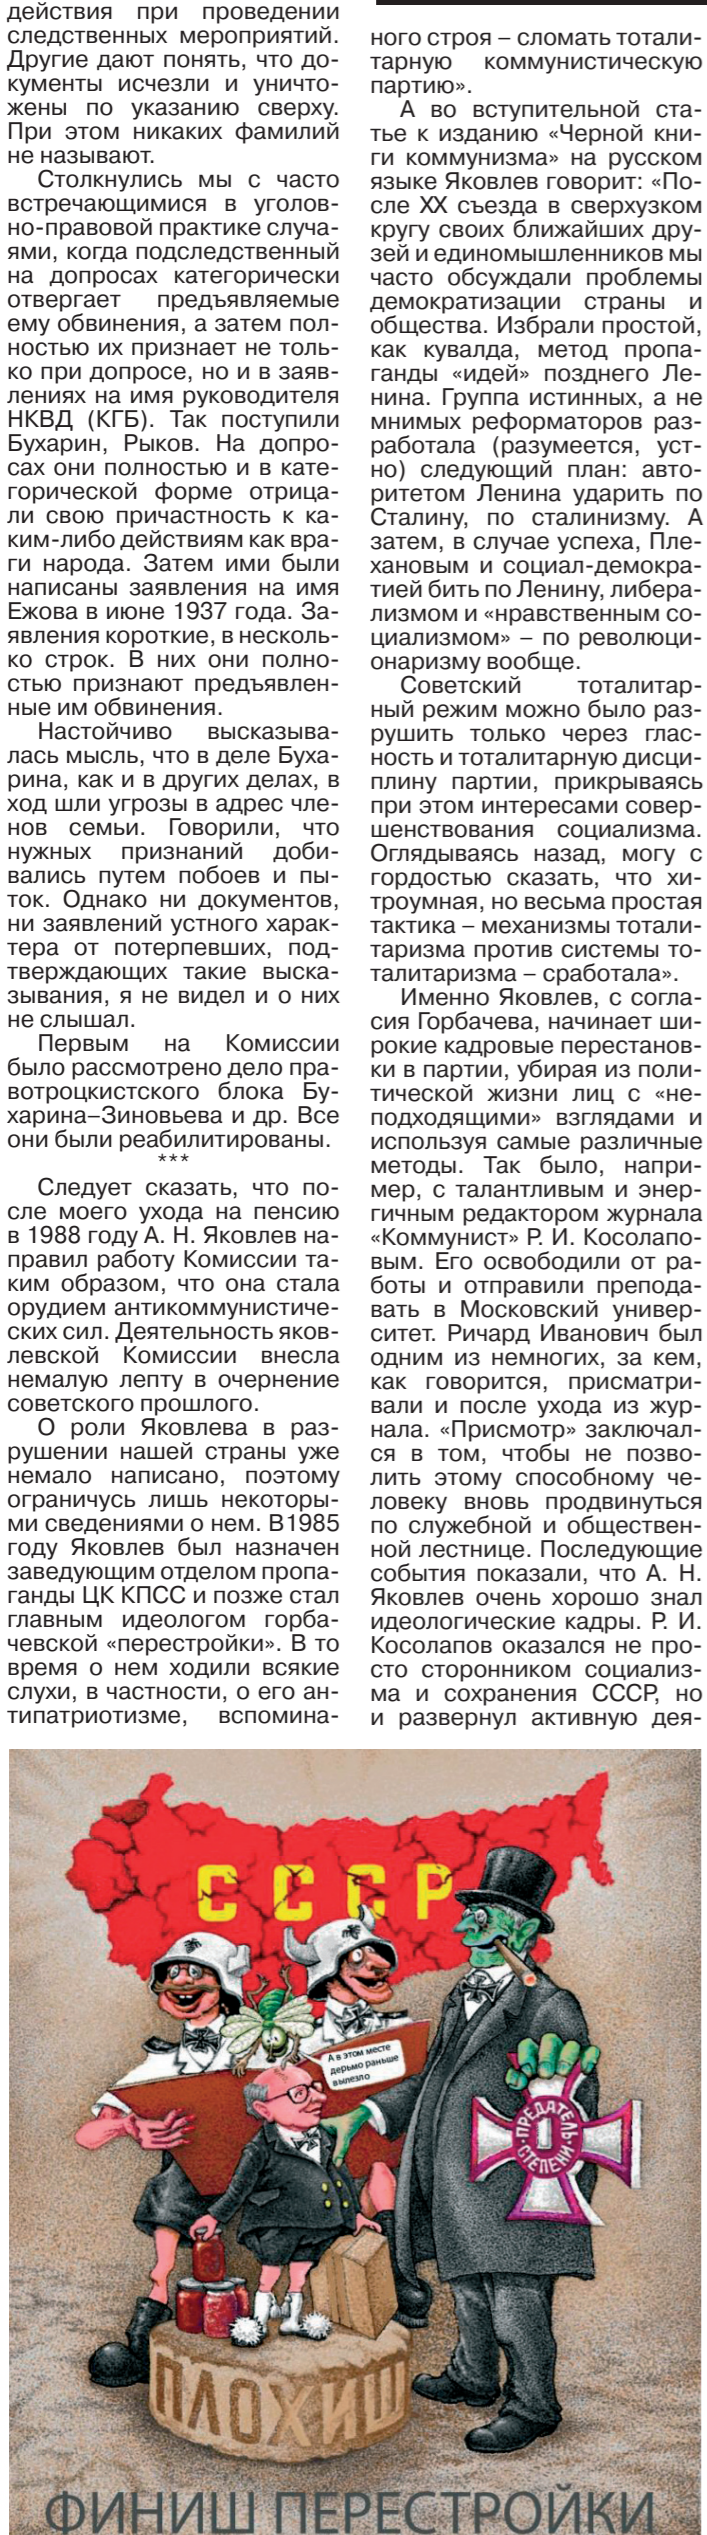 действия при проведении
следственных мероприятий.
Другие дают понять, что до-
кументы исчезли и уничто-
жены по указанию сверху.
При этом никаких фамилий
не называют.
Столкнулись мы с часто
встречающимися в уголов-
но-правовой практике случа-
ями, когда подследственный
на допросах категорически
отвергает предъявляемые
ему обвинения, а затем пол-
ностью их признает не толь-
ко при допросе, но и в заяв-
лениях на имя руководителя
НКВД (КГБ). Так поступили
Бухарин, Рыков. На допро-
сах они полностью и в кате-
горической форме отрица-
ли свою причастность к ка-
ким-либо действиям как вра-
ги народа. Затем ими были
написаны заявления на имя
Ежова в июне 1937 года. За-
явления короткие, в несколь-
ко строк. В них они полно-
стью признают предъявлен-
ные им обвинения.
Настойчиво высказыва-
лась мысль, что в деле Буха-
рина, как и в других делах, в
ход шли угрозы в адрес чле-
нов семьи. Говорили, что
нужных признаний доби-
вались путем побоев и пы-
ток. Однако ни документов,
ни заявлений устного харак-
тера от потерпевших, под-
тверждающих такие выска-
зывания, я не видел и о них
не слышал.
Первым на Комиссии
было рассмотрено дело пра-
вотроцкистского блока Бу-
харина–Зиновьева и др. Все
они были реабилитированы.
***
Следует сказать, что по-
сле моего ухода на пенсию
в 1988 году А. Н. Яковлев на-
правил работу Комиссии та-
ким образом, что она стала
орудием антикоммунистиче-
ских сил. Деятельность яков-
левской Комиссии внесла
немалую лепту в очернение
советского прошлого.
О роли Яковлева в раз-
рушении нашей страны уже
немало написано, поэтому
ограничусь лишь некоторы-
ми сведениями о нем. В1985
году Яковлев был назначен
заведующим отделом пропа-
ганды ЦК КПСС и позже стал
главным идеологом горба-
чевской «перестройки». В то
время о нем ходили всякие
слухи, в частности, о его ан-
типатриотизме, вспомина-
ного строя – сломать тотали-
тарную коммунистическую
партию».
А во вступительной ста-
тье к изданию «Черной кни-
ги коммунизма» на русском
языке Яковлев говорит: «По-
сле XX съезда в сверхузком
кругу своих ближайших дру-
зей и единомышленников мы
часто обсуждали проблемы
демократизации страны и
общества. Избрали простой,
как кувалда, метод пропа-
ганды «идей» позднего Ле-
нина. Группа истинных, а не
мнимых реформаторов раз-
работала (разумеется, уст-
но) следующий план: авто-
ритетом Ленина ударить по
Сталину, по сталинизму. А
затем, в случае успеха, Пле-
хановым и социал-демокра-
тией бить по Ленину, либера-
лизмом и «нравственным со-
циализмом» – по революци-
онаризму вообще.
Советский тоталитар-
ный режим можно было раз-
рушить только через глас-
ность и тоталитарную дисци-
плину партии, прикрываясь
при этом интересами совер-
шенствования социализма.
Оглядываясь назад, могу с
гордостью сказать, что хи-
троумная, но весьма простая
тактика – механизмы тотали-
таризма против системы то-
талитаризма – сработала».
Именно Яковлев, с согла-
сия Горбачева, начинает ши-
рокие кадровые перестанов-
ки в партии, убирая из поли-
тической жизни лиц с «не-
подходящими» взглядами и
используя самые различные
методы. Так было, напри-
мер, с талантливым и энер-
гичным редактором журнала
«Коммунист» Р. И. Косолапо-
вым. Его освободили от ра-
боты и отправили препода-
вать в Московский универ-
ситет. Ричард Иванович был
одним из немногих, за кем,
как говорится, присматри-
вали и после ухода из жур-
нала. «Присмотр» заключал-
ся в том, чтобы не позво-
лить этому способному че-
ловеку вновь продвинуться
по служебной и обществен-
ной лестнице. Последующие
события показали, что А. Н.
Яковлев очень хорошо знал
идеологические кадры. Р. И.
Косолапов оказался не про-
сто сторонником социализ-
ма и сохранения СССР, но
и развернул активную дея-
СССР
А в этом месте
дерьмо раньше
вылезло
ПРЕДАТЕЛЬ
1
СТЕПЕНИ
ПЛОХИШ
ФИНИШ ПЕРЕСТРОЙКИ